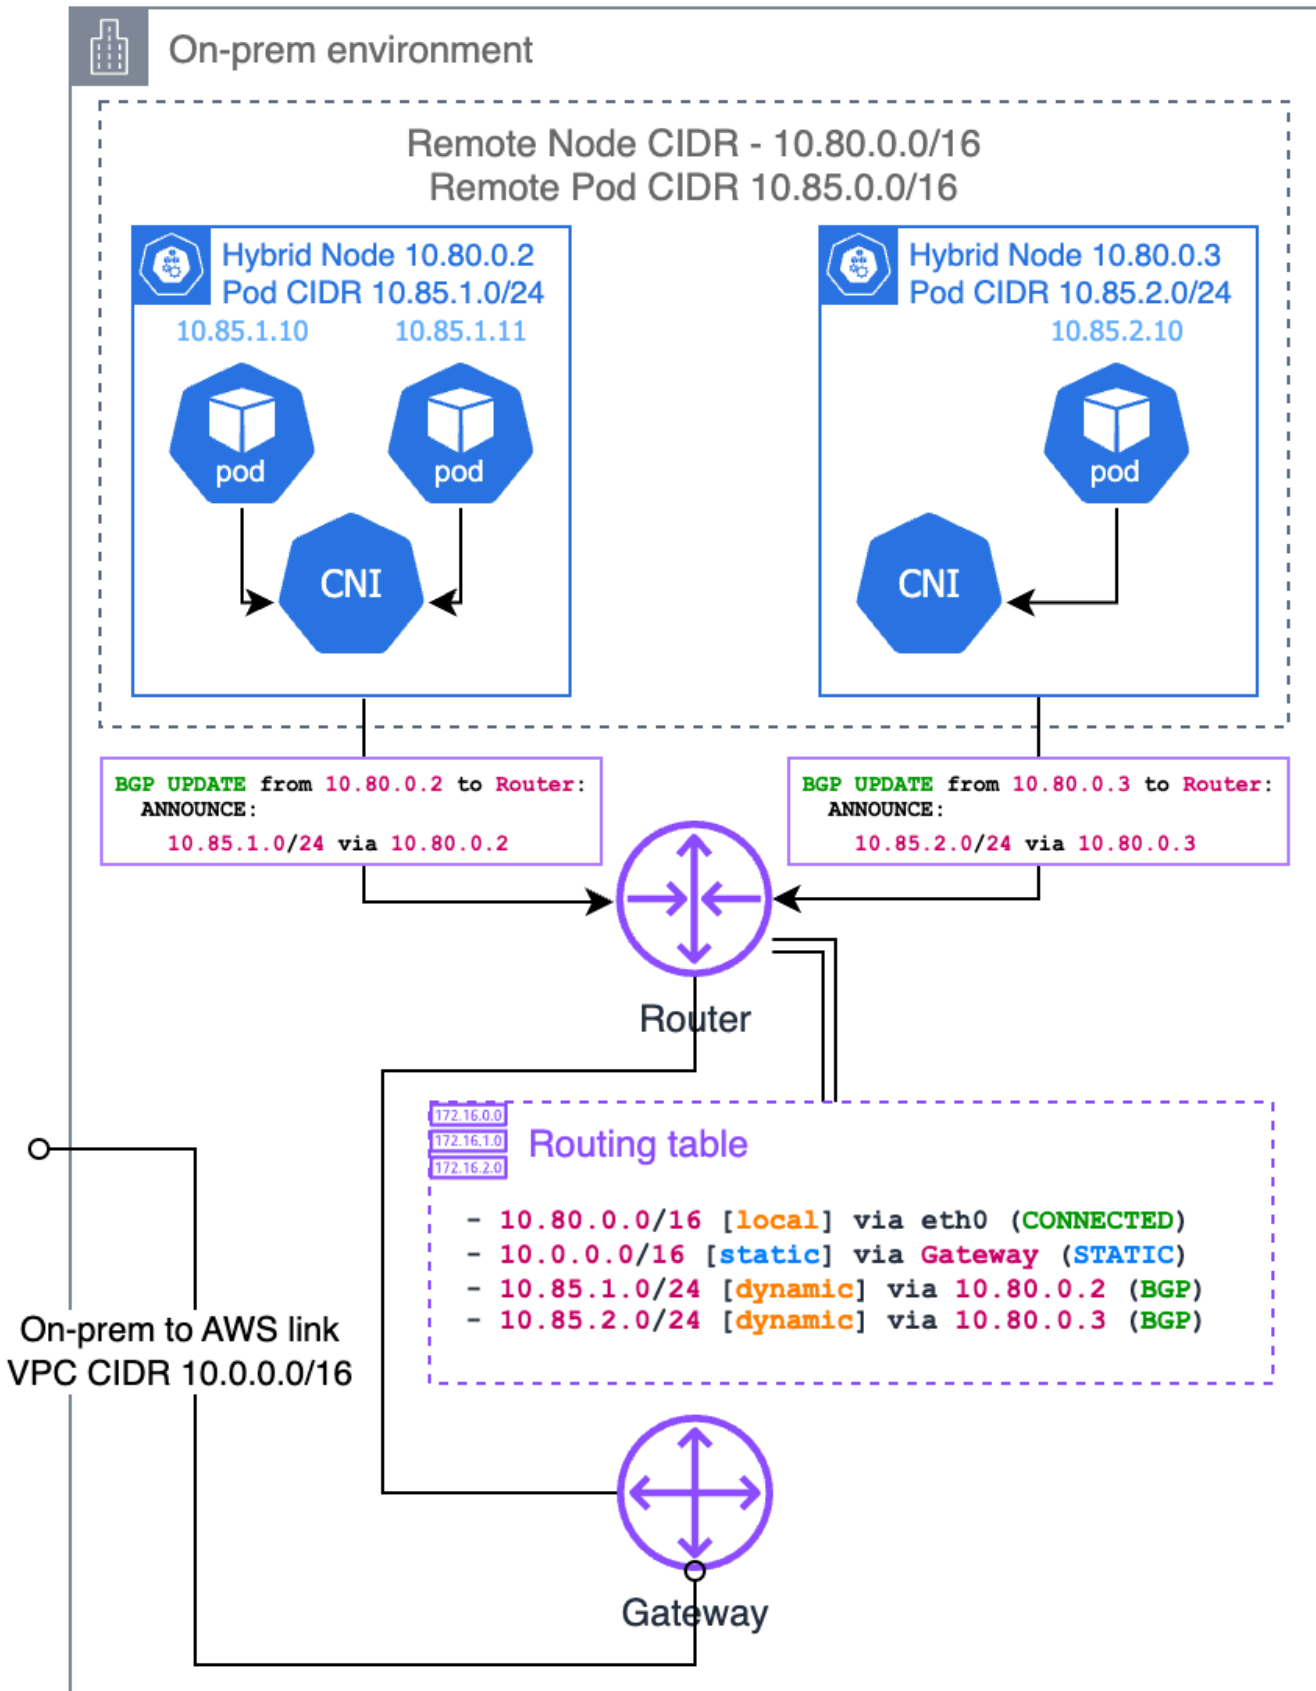 On-prem environment
Remote Node CIDR - 10.80.0.0/16
Remote Pod CIDR 10.85.0.0/16
Hybrid Node 10.80.0.2
Pod CIDR 10.85.1.0/24
10.85.1.10
10.85.1.11
pod
pod
CNI
Hybrid Node 10.80.0.3
Pod CIDR 10.85.2.0/24
10.85.2.10
pod
CNI
BGP UPDATE from 10.80.0.2 to Router:
ANNOUNCE:
10.85.1.0/24 via 10.80.0.2
BGP UPDATE from 10.80.0.3 to Router:
ANNOUNCE:
10.85.2.0/24 via 10.80.0.3
Router
172.16.0.0
172.16.1.0
172.16.2.0
Routing table
- 10.80.0.0/16 [local] via eth0 (CONNECTED)
- 10.0.0.0/16 [static] via Gateway (STATIC)
- 10.85.1.0/24 [dynamic] via 10.80.0.2 (BGP)
- 10.85.2.0/24 [dynamic] via 10.80.0.3 (BGP)
On-prem to AWS link
VPC CIDR 10.0.0.0/16
Gateway